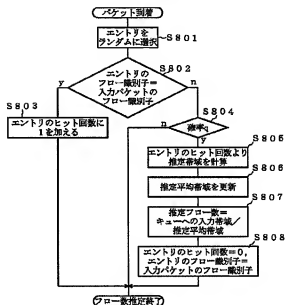 パケット到着
エントリを
ランダムに選択
S801
エントリの
フロー識別子=
入力パケットの
フロー識別子
S802
y
n
S803
エントリのヒット回数に
1を加える
S804
n
確率q
y
S805
エントリのヒット回数より
推定帯域を計算
S806
推定平均帯域を更新
S807
推定フロー数=
キューへの入力帯域/
推定平均帯域
S808
エントリのヒット回数=0,
エントリのフロー識別子=
入力パケットのフロー識別子
フロー数推定終了